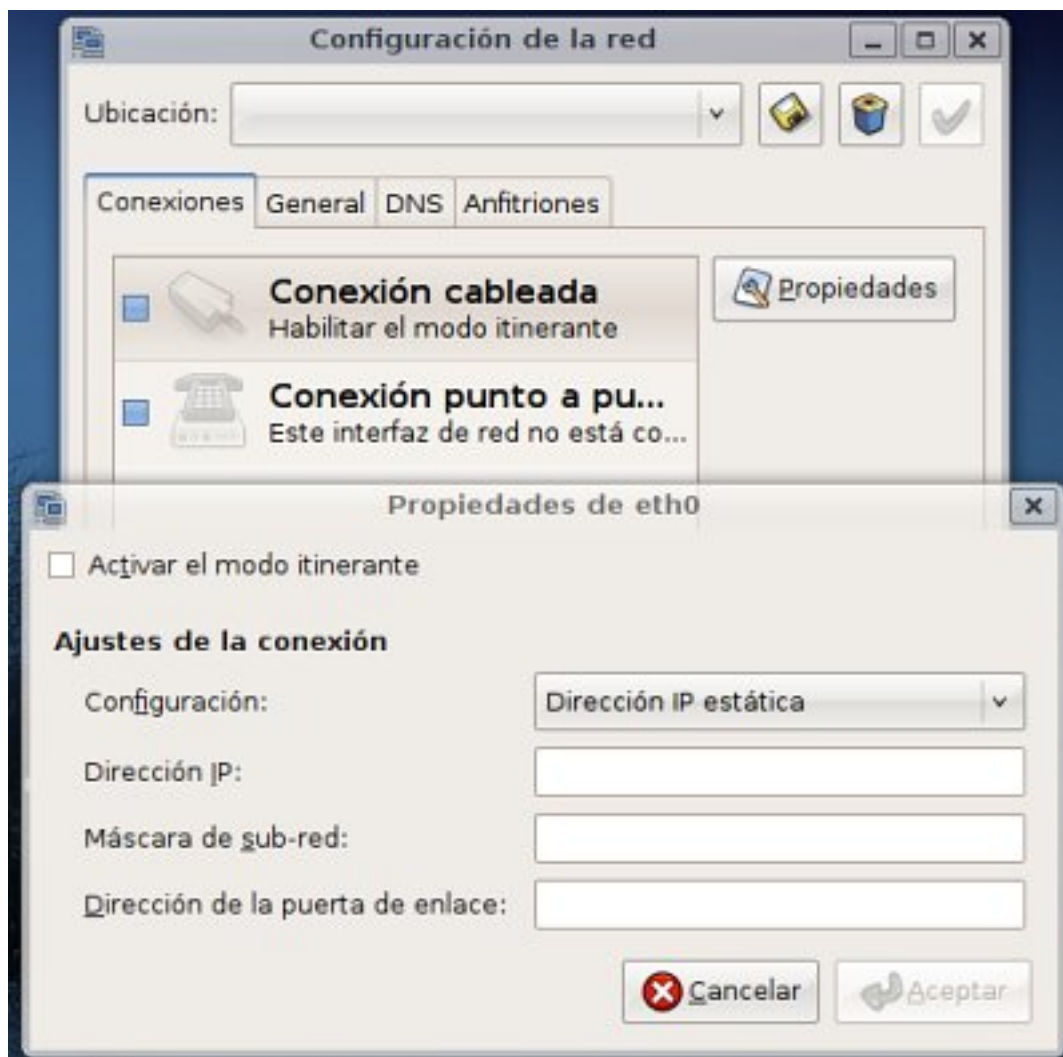 Configuración de la red
Ubicación:
Conexiones General DNS Anfitriones
Conexión cableada
Habilitar el modo itinerante
Propiedades
Conexión punto a pu...
Este interfaz de red no está co...
Propiedades de eth0
Activar el modo itinerante
Ajustes de la conexión
Configuración: Dirección IP estática
Dirección IP:
Máscara de sub-red:
Dirección de la puerta de enlace:
Cancelar Aceptar